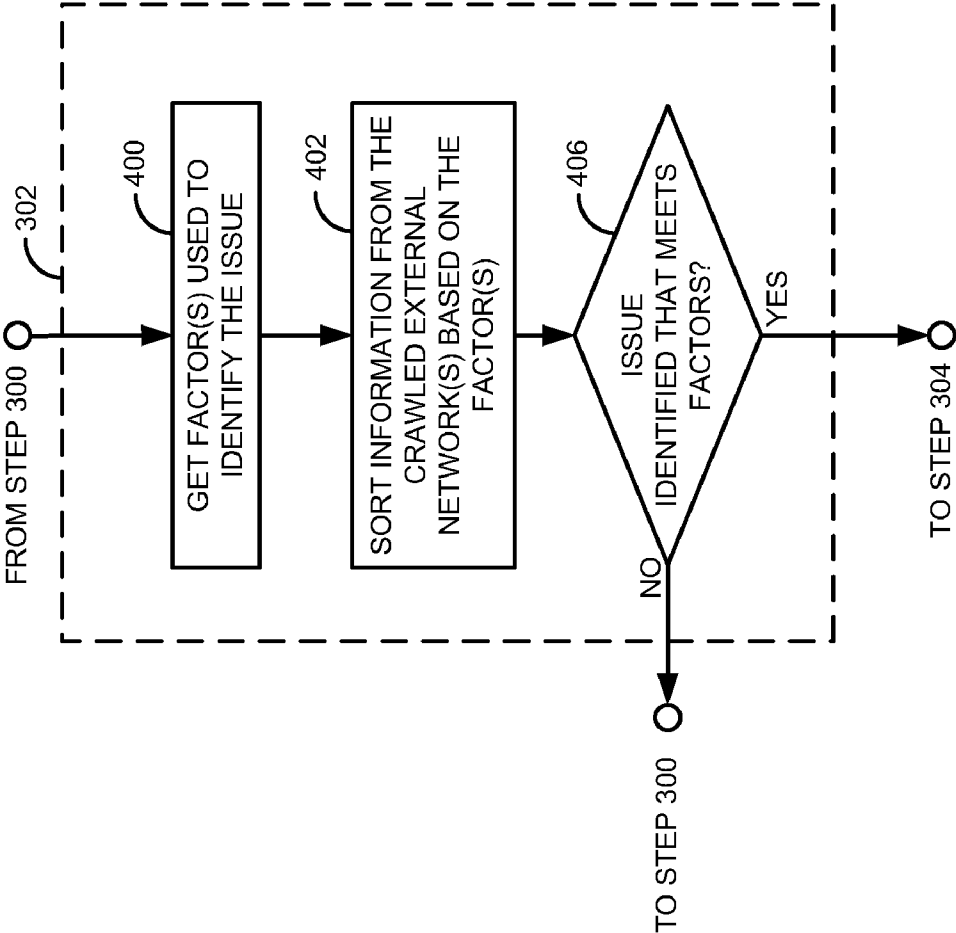 FROM STEP 300
302
400
GET FACTOR(S) USED TO
IDENTIFY THE ISSUE
402
SORT INFORMATION FROM THE
CRAWLED EXTERNAL
NETWORK(S) BASED ON THE
FACTOR(S)
406
ISSUE
IDENTIFIED THAT MEETS
FACTORS?
NO
YES
TO STEP 300
TO STEP 304